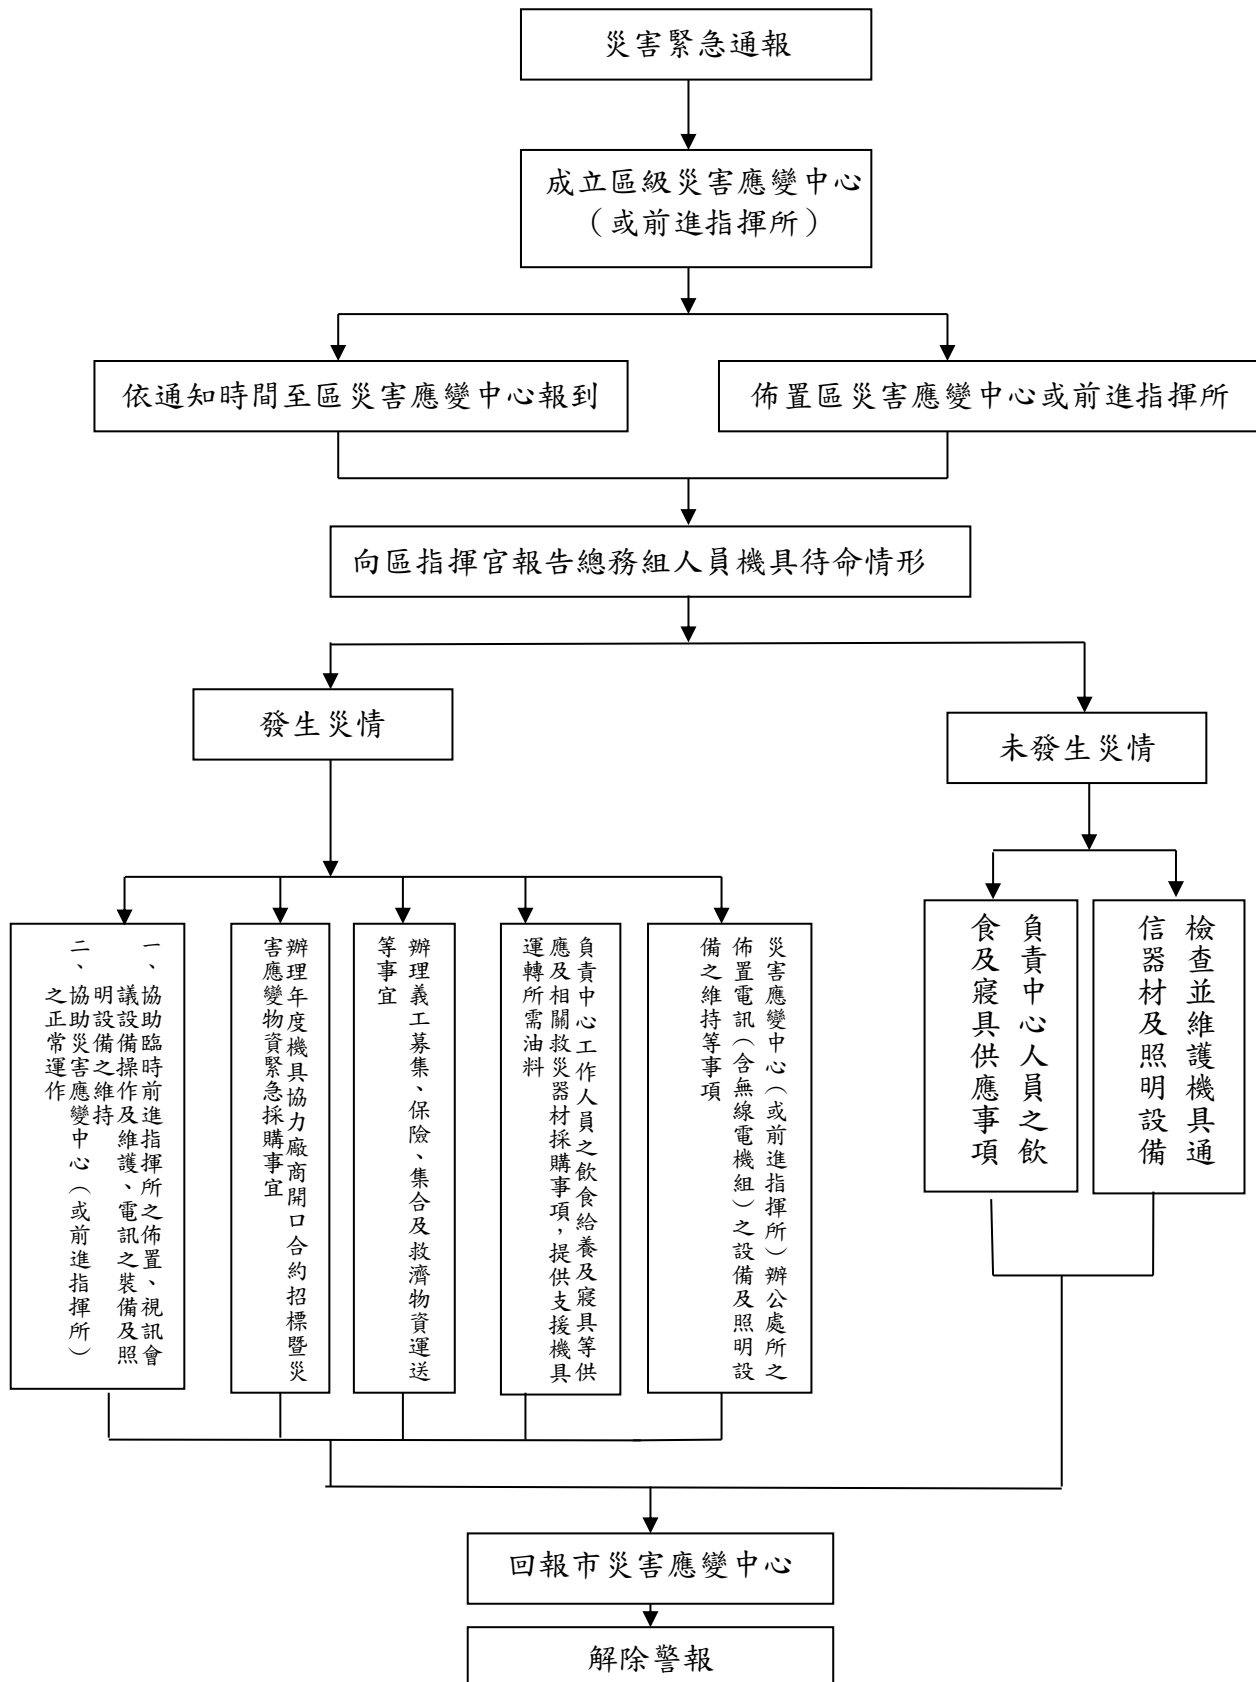 災害緊急通報
成立區級災害應變中心
（或前進指揮所）
依通知時間至區災害應變中心報到
佈置區災害應變中心或前進指揮所
向區指揮官報告總務組人員機具待命情形
發生災情
未發生災情
一、協助臨時前進指揮所之佈置、視訊會
議設備操作及維護、電訊之裝備及照
明設備之維持
二、協助災害應變中心（或前進指揮所）
之正常運作
辦理年度機具協力廠商開口合約招標暨災
害應變物資緊急採購事宜
辦理義工募集、保險、集合及救濟物資運送
等事宜
負責中心工作人員之飲食給養及寢具等供
應及相關救災器材採購事項，提供支援機具
運轉所需油料
災害應變中心（或前進指揮所）辦公處所之
佈置電訊（含無線電機組）之設備及照明設
備之維持等事項
負責中心人員之飲
食及寢具供應事項
檢查並維護機具通
信器材及照明設備
回報市災害應變中心
解除警報